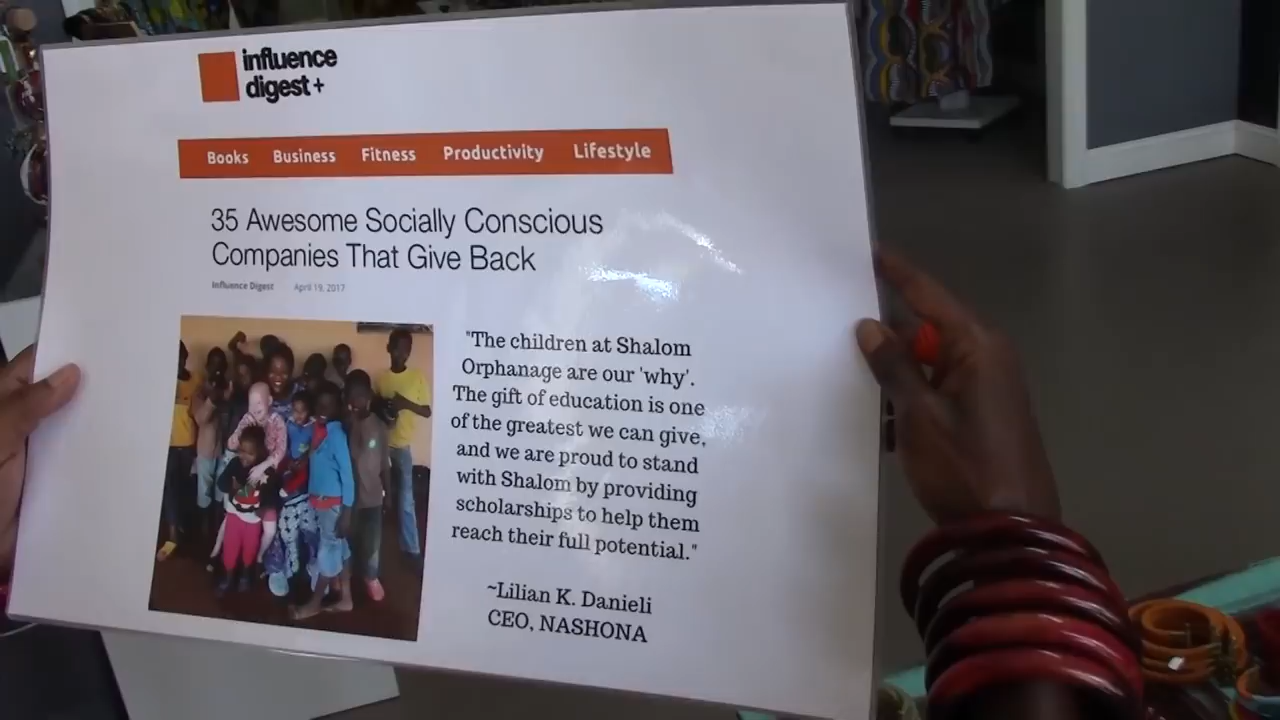 influence
digest+
Books Business Fitness Productivity Lifestyle
35 Awesome Socially Conscious
Companies That Give Back
Influence Digest April 19, 2017
"The children at Shalom
Orphanage are our 'why'.
The gift of education is one
of the greatest we can give,
and we are proud to stand
with Shalom by providing
scholarships to help them
reach their full potential."
~Lilian K. Danieli
CEO, NASHONA